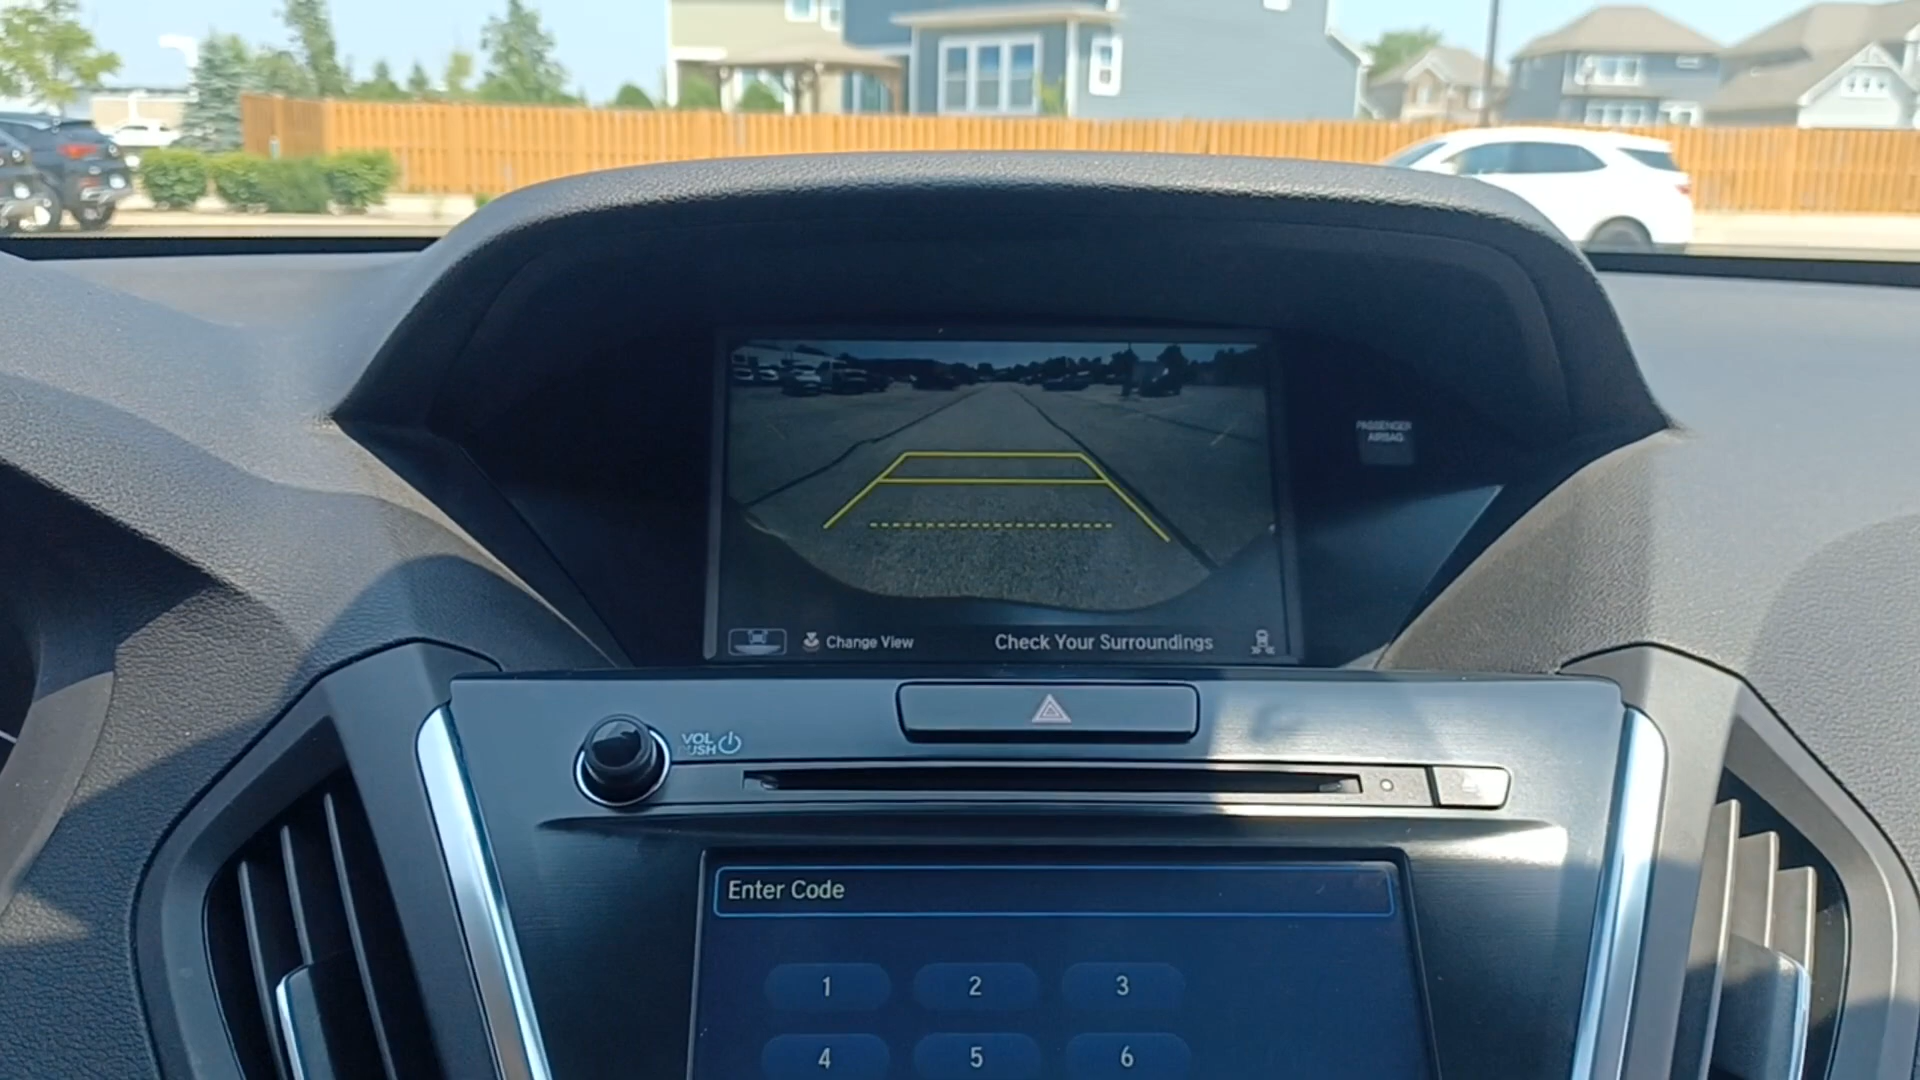 PASSENGER
AIRBAG
Change View
Check Your Surroundings
VOL
PUSH
Enter Code
1 2 3
4 5 6